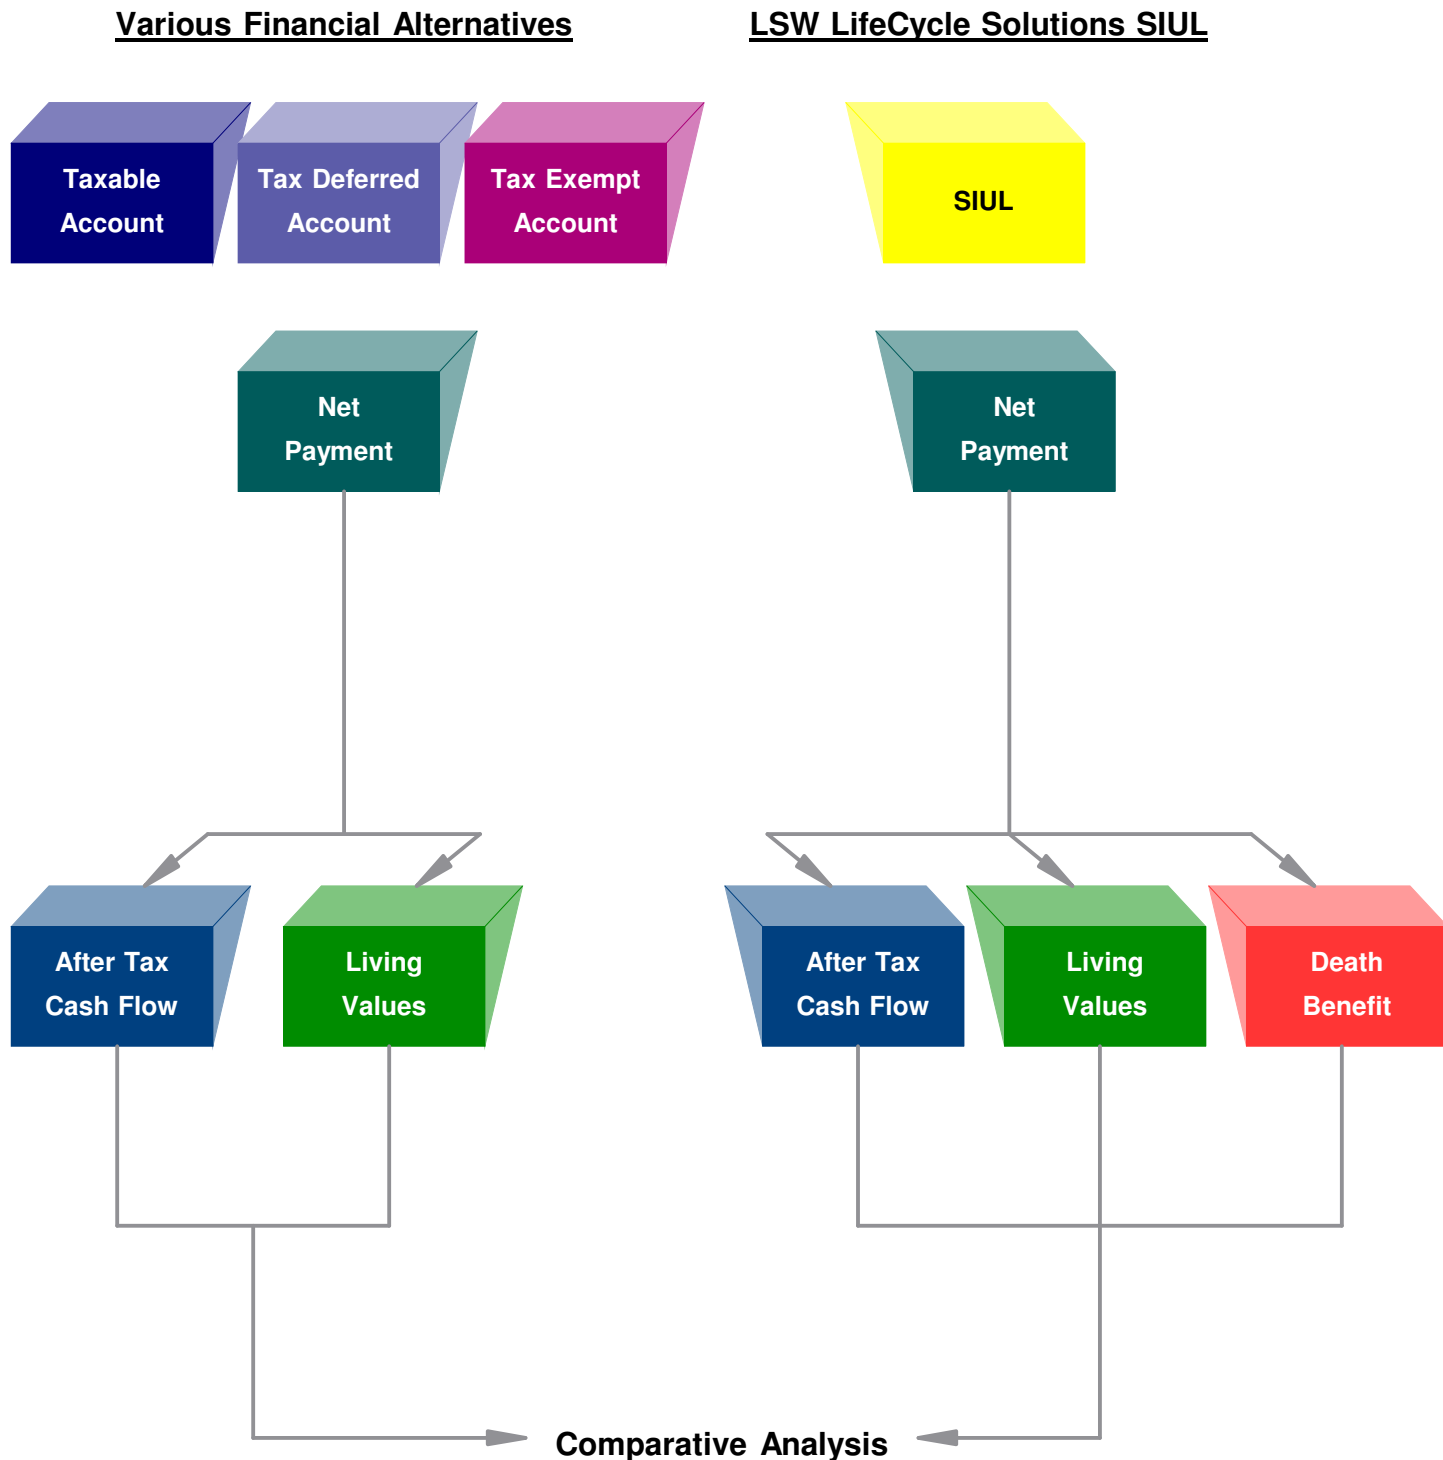 Various Financial Alternatives
LSW LifeCycle Solutions SIUL
Taxable
Account
Tax Deferred
Account
Tax Exempt
Account
SIUL
Net
Payment
Net
Payment
After Tax
Cash Flow
Living
Values
After Tax
Cash Flow
Living
Values
Death
Benefit
Comparative Analysis